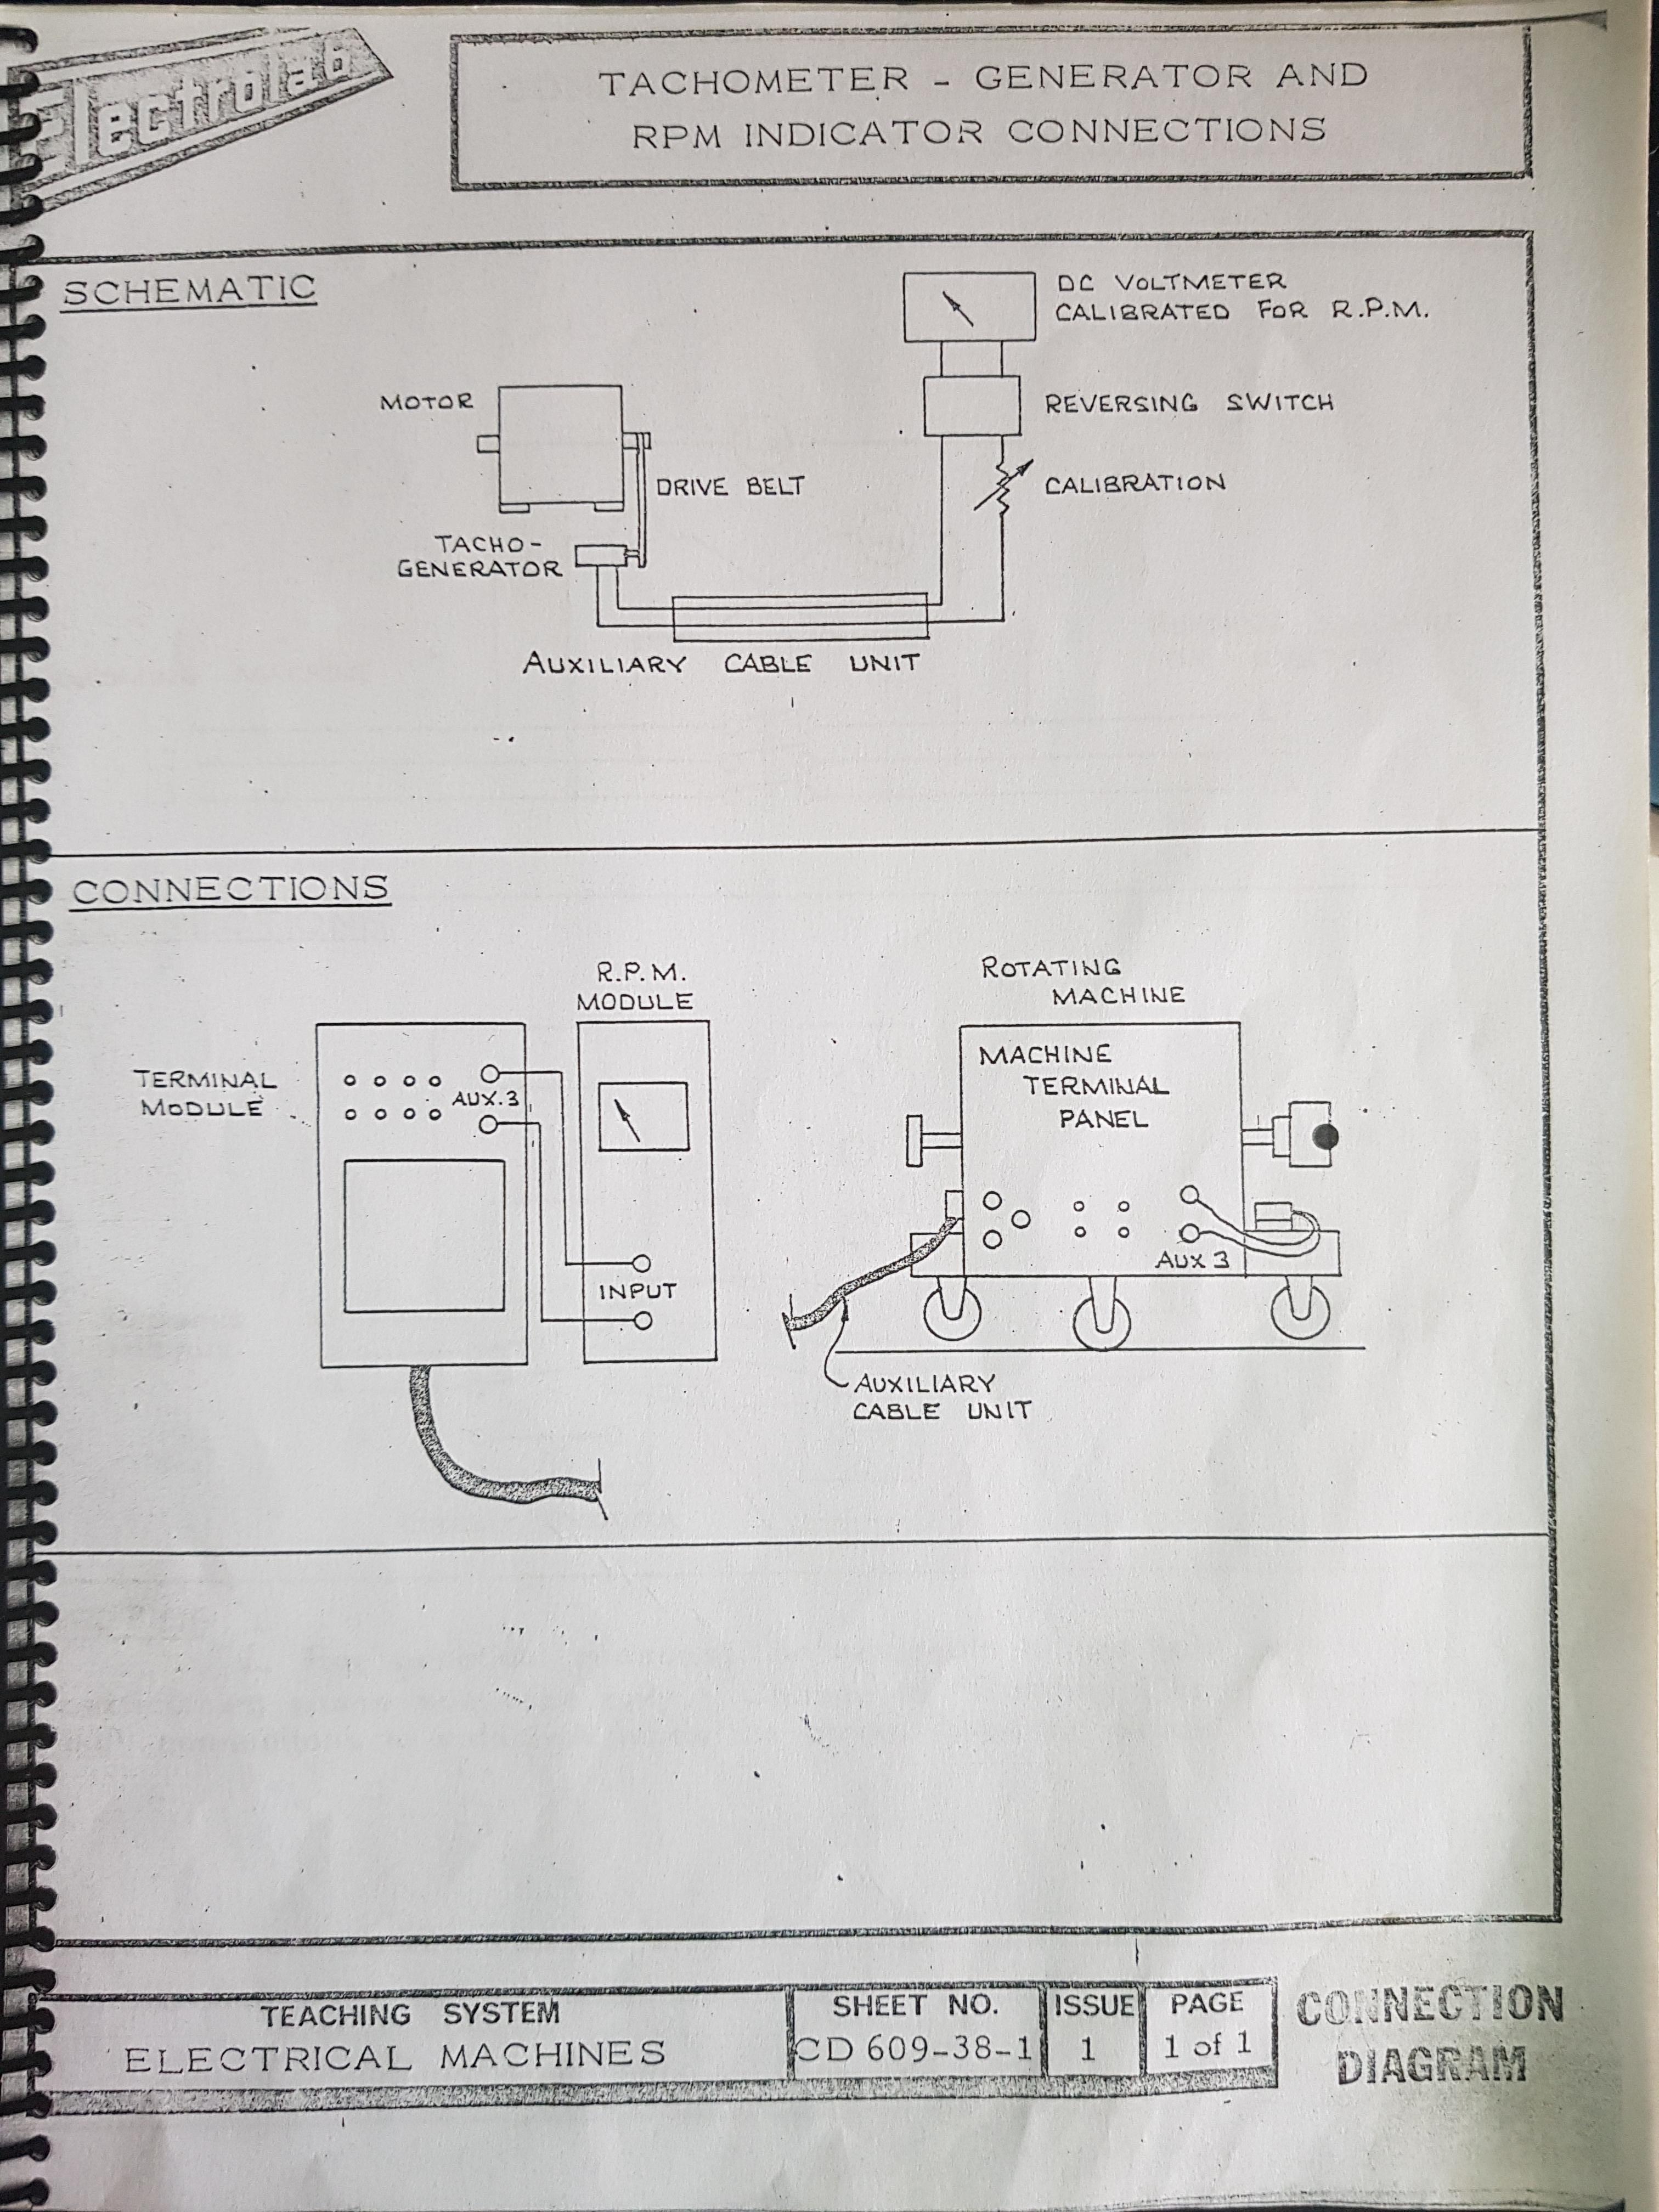 Electrolab
TACHOMETER - GENERATOR AND
RPM INDICATOR CONNECTIONS
SCHEMATIC
DC VOLTMETER
CALIBRATED FOR R.P.M.
MOTOR
REVERSING SWITCH
DRIVE BELT
CALIBRATION
TACHO-
GENERATOR
AUXILIARY CABLE UNIT
CONNECTIONS
R.P.M.
MODULE
ROTATING
MACHINE
TERMINAL
MODULE
AUX.3
MACHINE
TERMINAL
PANEL
INPUT
AUX 3
AUXILIARY
CABLE UNIT
TEACHING SYSTEM
ELECTRICAL MACHINES
SHEET NO.
CD 609-38-1
ISSUE
1
PAGE
1 of 1
CONNECTION
DIAGRAM